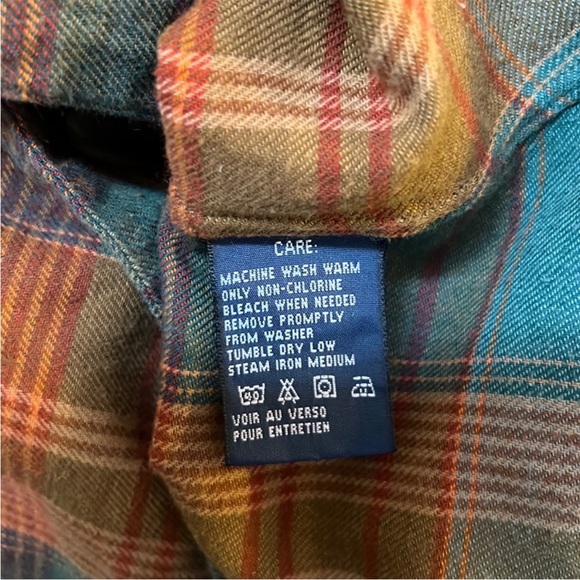 CARE:
MACHINE WASH WARM
ONLY NON-CHLORINE
BLEACH WHEN NEEDED
REMOVE PROMPTLY
FROM WASHER
TUMBLE DRY LOW
STEAM IRON MEDIUM
VOIR AU VERSO
POUR ENTRETIEN